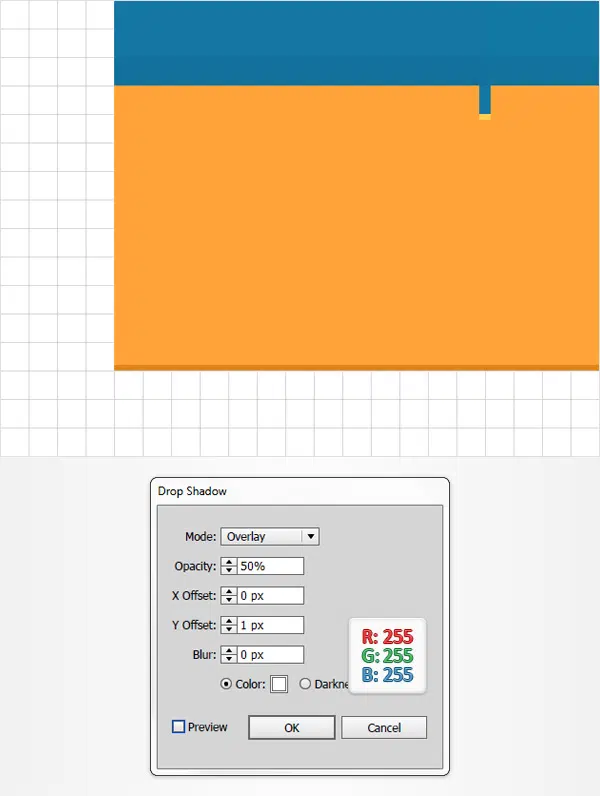 Drop Shadow
Mode: Overlay
Opacity: 50%
X Offset: 0 px
Y Offset: 1 px
Blur: 0 px
Color: Darkne
R: 255
G: 255
B: 255
Preview OK Cancel